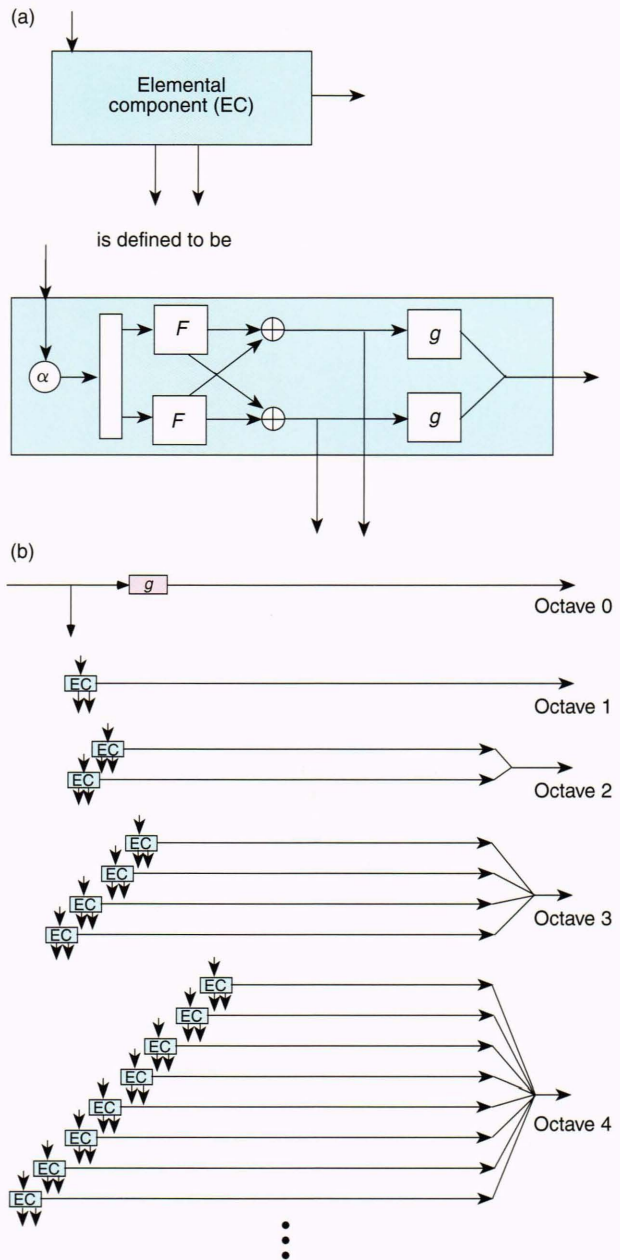 (a)
Elemental
component (EC)
is defined to be
α
F
F
g
g
(b)
g
Octave 0
EC
Octave 1
EC
EC
Octave 2
EC
EC
EC
EC
Octave 3
EC
EC
EC
EC
EC
EC
EC
EC
Octave 4